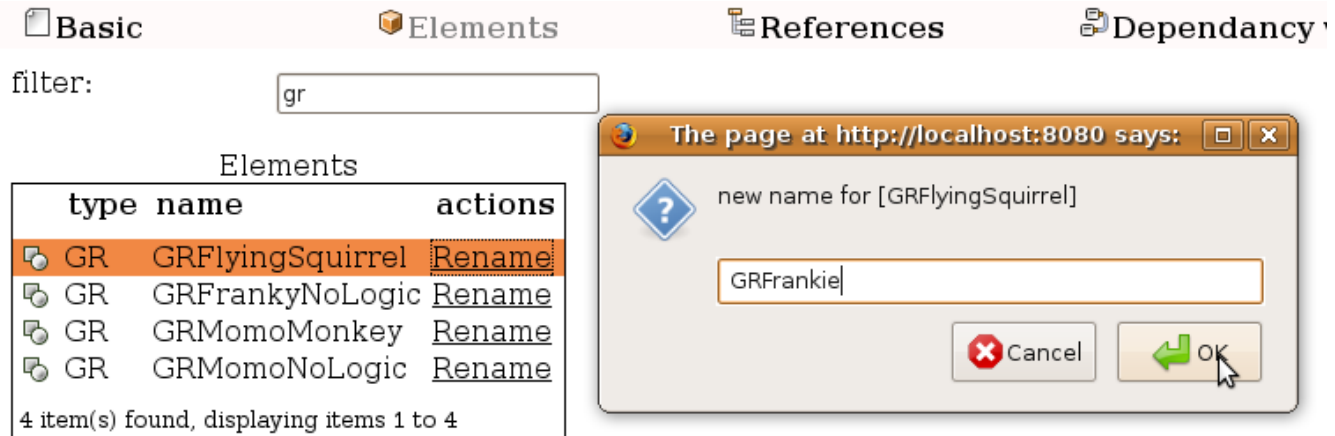 Basic Elements References Dependancy
filter: gr
Elements
type name actions
GR GRFlyingSquirrel Rename
GR GRFrankyNoLogic Rename
GR GRMomoMonkey Rename
GR GRMomoNoLogic Rename
4 item(s) found, displaying items 1 to 4
The page at http://localhost:8080 says:
new name for [GRFlyingSquirrel]
GRFrankie
Cancel OK